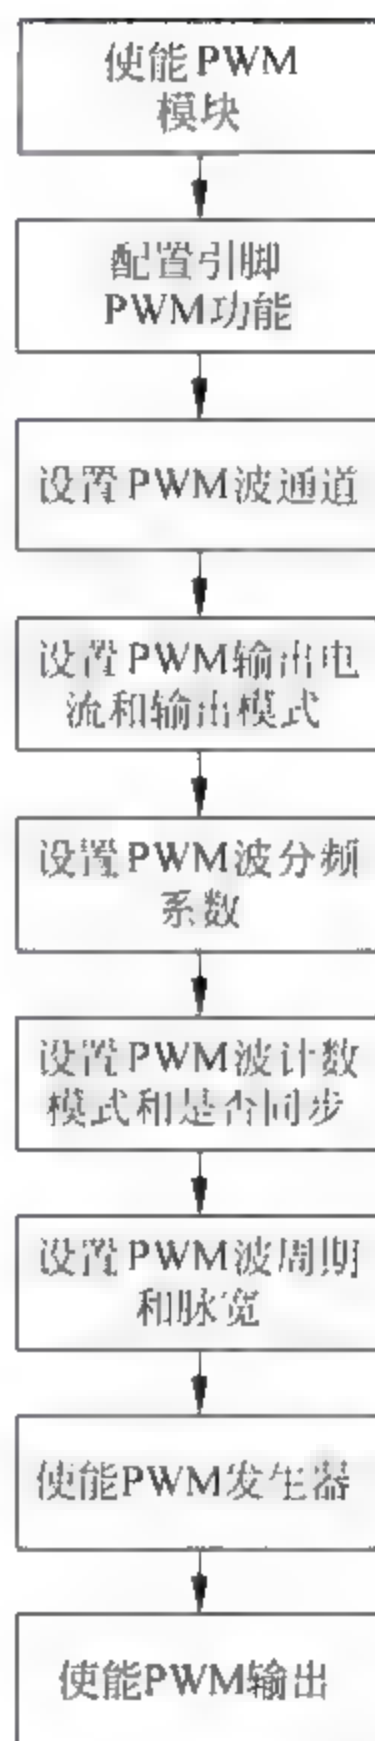 使能PWM
模块
配置引脚
PWM功能
设置PWM波通道
设置PWM输出电
流和输出模式
设置PWM波分频
系数
设置PWM波计数
模式和是否同步
设置PWM波周期
和脉宽
使能PWM发生器
使能PWM输出